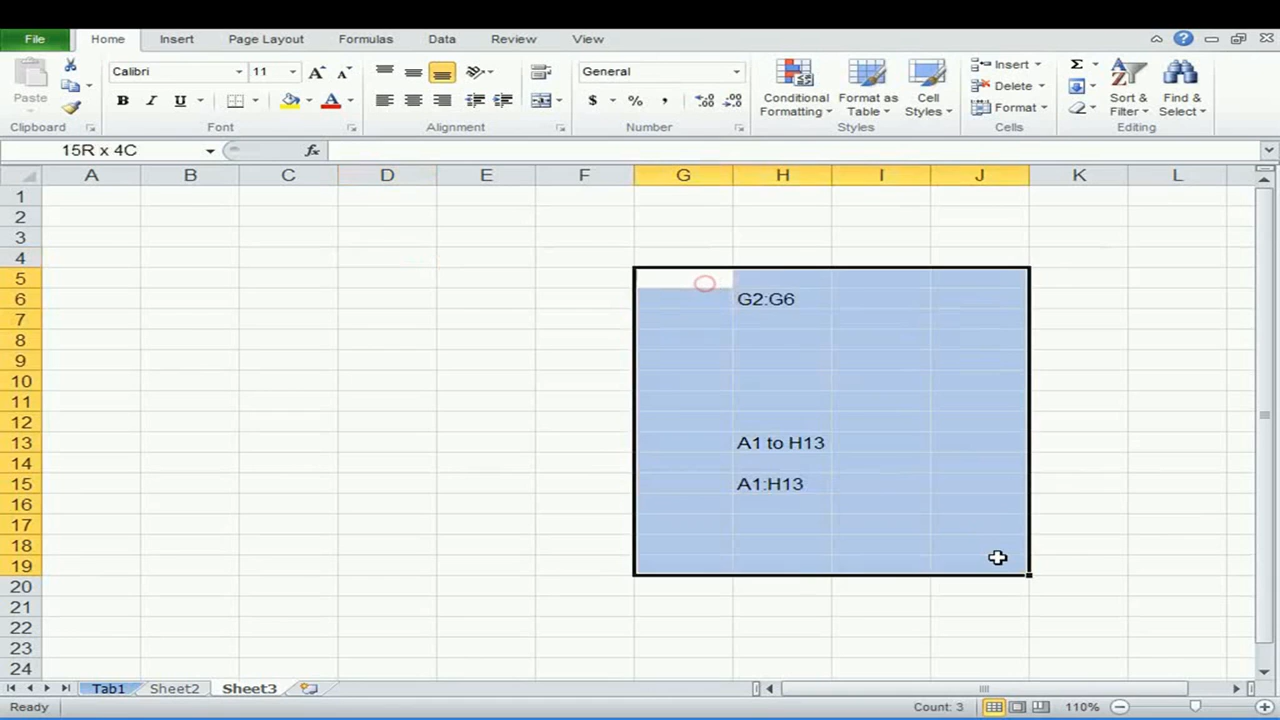 File Home Insert Page Layout Formulas Data Review View
Calibri 11 General Insert Σ
Paste B I U A $ % , Conditional Formatting Format as Table Cell Styles Delete Format Sort & Filter Find & Select
Clipboard Font Alignment Number Styles Cells Editing
15R x 4C fx
A B C D E F G H I J K L
1
2
3
4
5
6 G2:G6
7
8
9
10
11
12
13 A1 to H13
14
15 A1:H13
16
17
18
19
20
21
22
23
24
Tab1 Sheet2 Sheet3
Ready Count: 3 110%